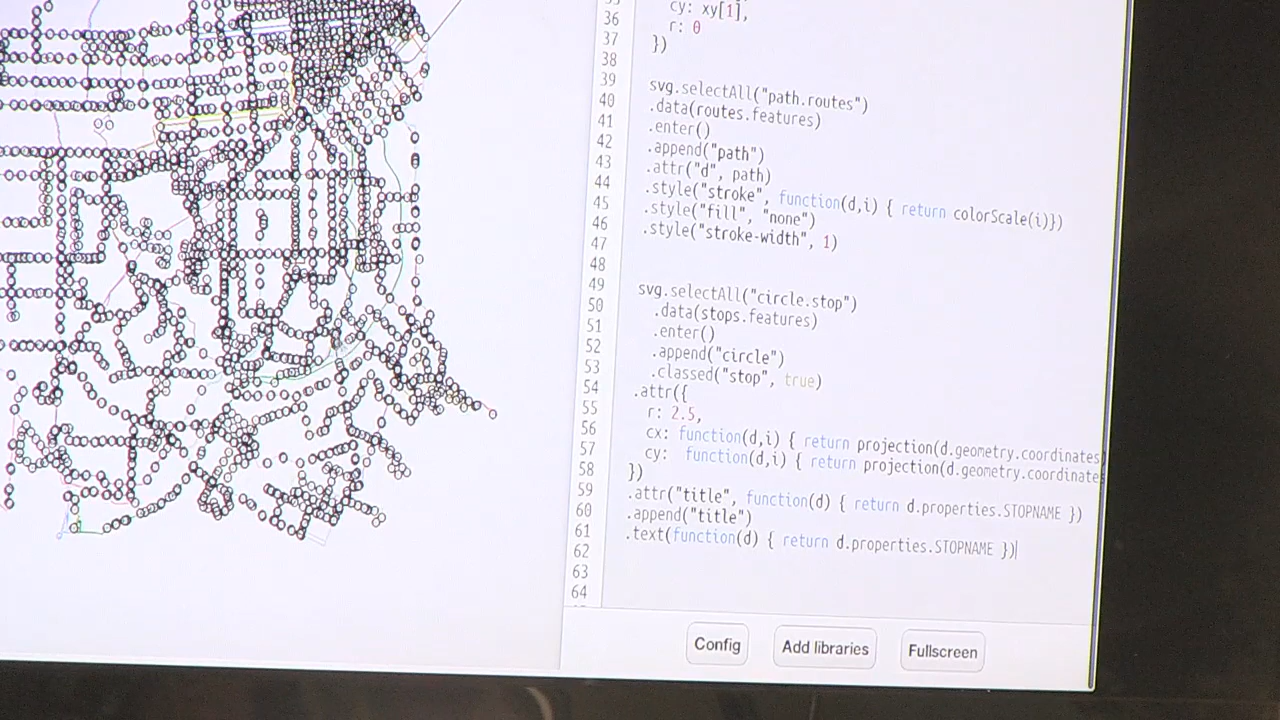 36 cy: xy[1],
37 r: 0
38 })
39
40 svg.selectAll("path.routes")
41 .data(routes.features)
42 .enter()
43 .append("path")
44 .attr("d", path)
45 .style("stroke", function(d,i) { return colorScale(i)})
46 .style("fill", "none")
47 .style("stroke-width", 1)
48
49
50 svg.selectAll("circle.stop")
51 .data(stops.features)
52 .enter()
53 .append("circle")
54 .classed("stop", true)
55 .attr({
56 r: 2.5,
57 cx: function(d,i) { return projection(d.geometry.coordinates
58 cy: function(d,i) { return projection(d.geometry.coordinates
59 })
60 .attr("title", function(d) { return d.properties.STOPNAME })
61 .append("title")
62 .text(function(d) { return d.properties.STOPNAME })
63
64
Config Add libraries Fullscreen